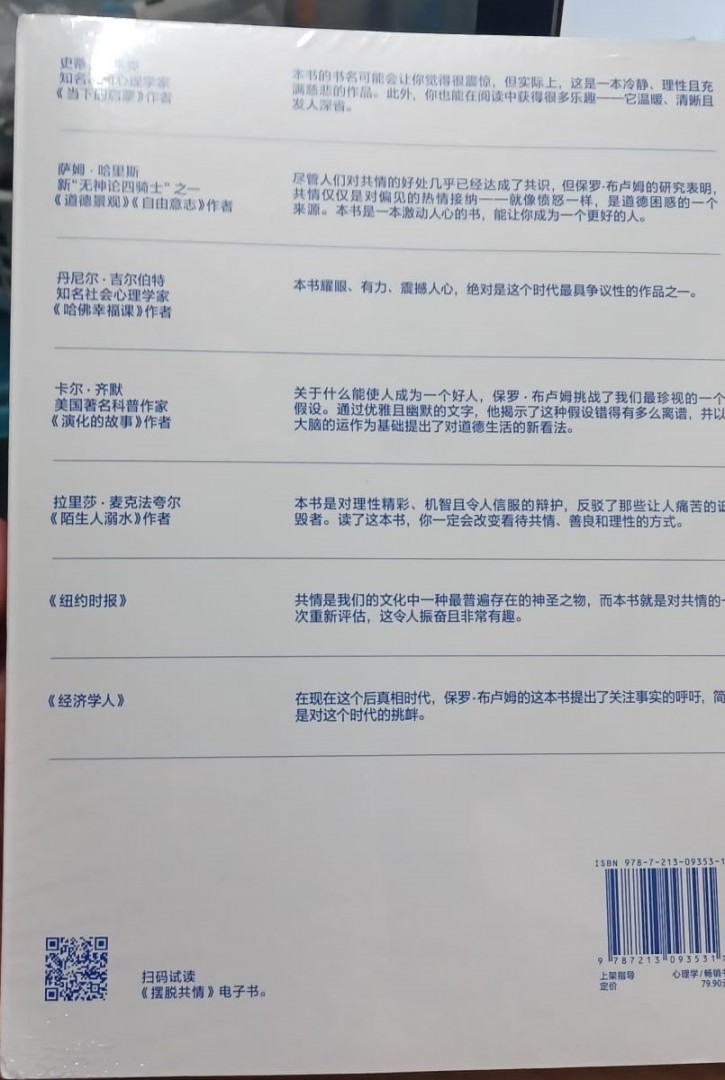 史蒂
知名 心理学家
《当下的启蒙》作者
本书的书名可能会让你觉得很震惊，但实际上，这是一本冷静、理性且充
满慈悲的作品。此外，你也能在阅读中获得很多乐趣——它温暖、清晰且
发人深省。
萨姆·哈里斯
新“无神论四骑士”之一
《道德景观》《自由意志》作者
尽管人们对共情的好处几乎已经达成了共识，但保罗·布卢姆的研究表明，
共情仅仅是对偏见的热情接纳——就像愤怒一样，是道德困惑的一个
来源。本书是一本激动人心的书，能让你成为一个更好的人。
丹尼尔·吉尔伯特
知名社会心理学家
《哈佛幸福课》作者
本书耀眼、有力、震撼人心，绝对是这个时代最具争议性的作品之一。
卡尔·齐默
美国著名科普作家
《演化的故事》作者
关于什么能使人成为一个好人，保罗·布卢姆挑战了我们最珍视的一个
假设。通过优雅且幽默的文字，他揭示了这种假设错得有多么离谱，并以
大脑的运作为基础提出了对道德生活的新看法。
拉里莎·麦克法夸尔
《陌生人溺水》作者
本书是对理性精彩、机智且令人信服的辩护，反驳了那些让人痛苦的诋
毁者。读了这本书，你一定会改变看待共情、善良和理性的方式。
《纽约时报》
共情是我们的文化中一种最普遍存在的神圣之物，而本书就是对共情的
次重新评估，这令人振奋且非常有趣。
《经济学人》
在现在这个后真相时代，保罗·布卢姆的这本书提出了关注事实的呼吁，简
是对这个时代的挑衅。
ISBN 978-7-213-09353-1
9 787213 093531 >
上架指导 心理学/畅销书
定价 79.90元
扫码试读
《摆脱共情》电子书。